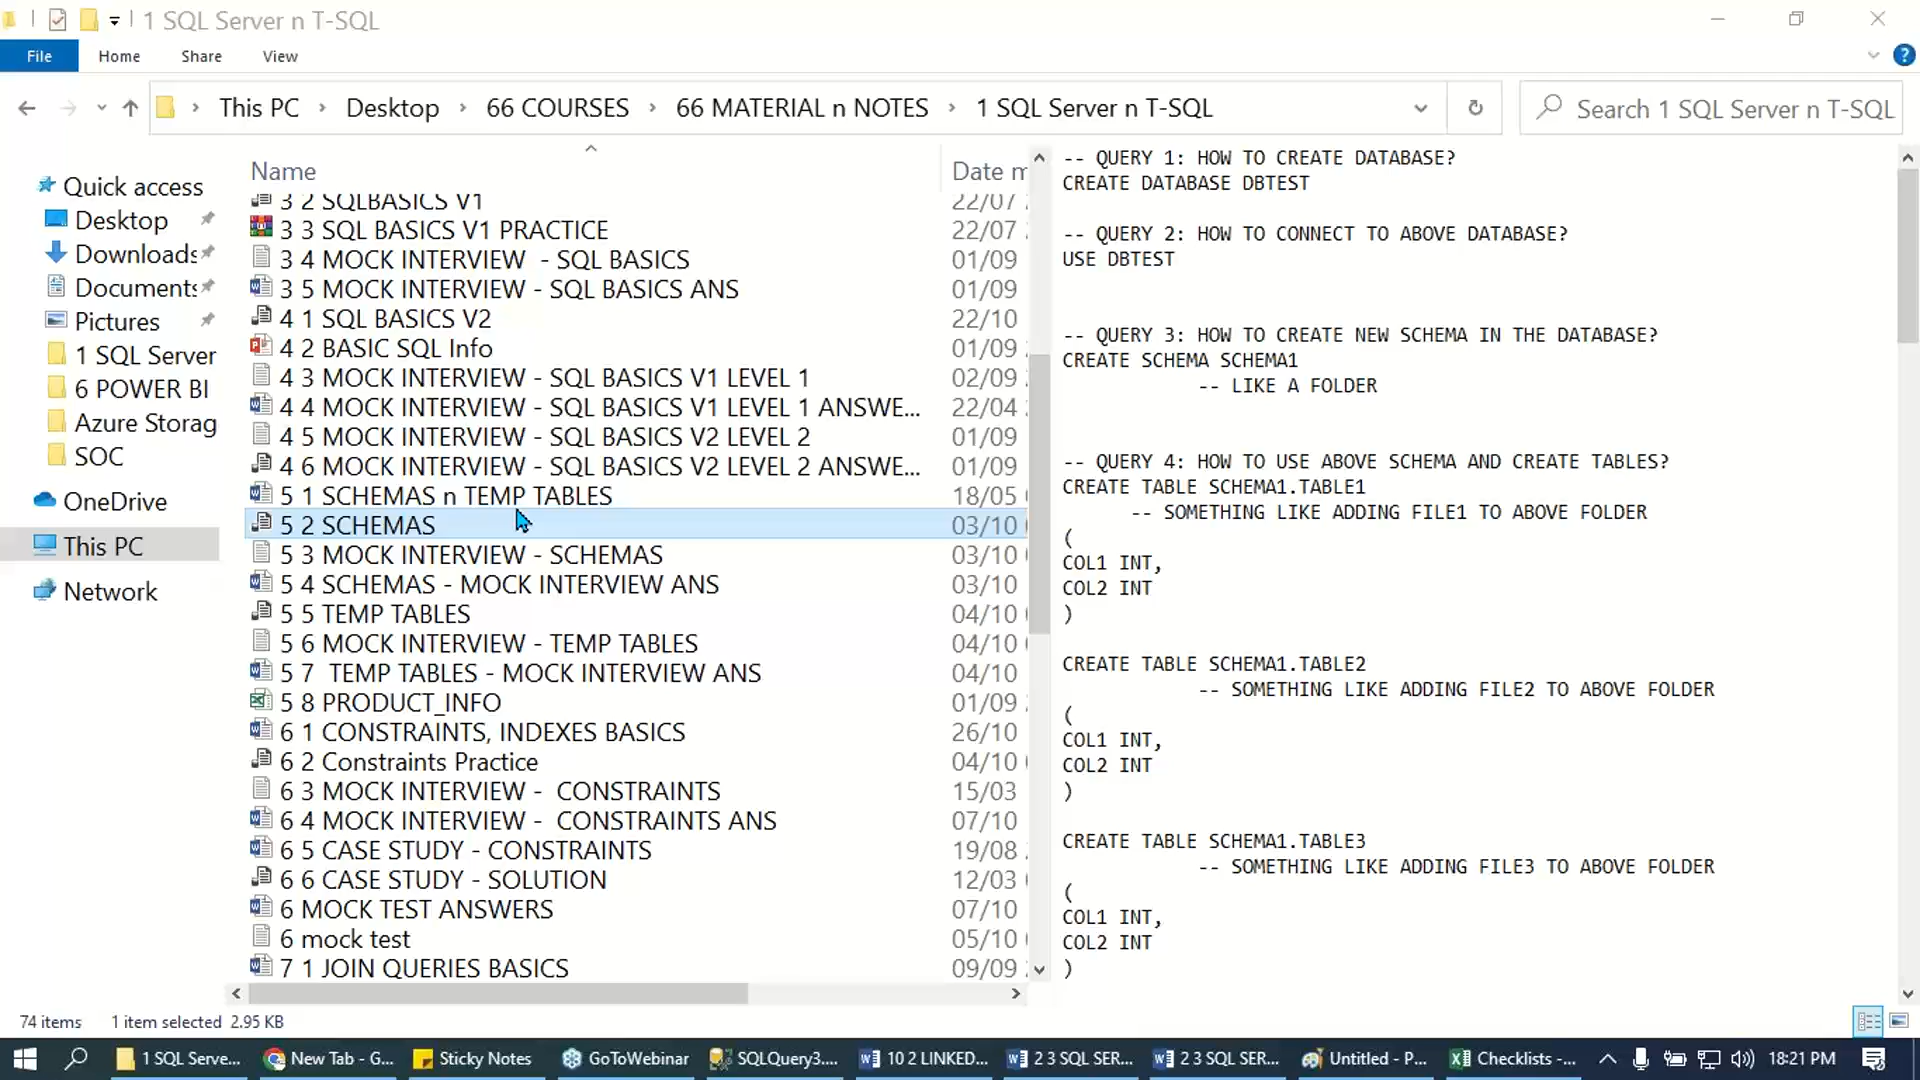 1 SQL Server n T-SQL
File Home Share View
This PC Desktop 66 COURSES 66 MATERIAL n NOTES 1 SQL Server n T-SQL
Search 1 SQL Server n T-SQL
Quick access
Desktop
Downloads
Documents
Pictures
1 SQL Server
6 POWER BI
Azure Storag
SOC
OneDrive
This PC
Network
Name Date m
3 2 SQLBASICS V1 22/07
3 3 SQL BASICS V1 PRACTICE 22/07
3 4 MOCK INTERVIEW - SQL BASICS 01/09
3 5 MOCK INTERVIEW - SQL BASICS ANS 01/09
4 1 SQL BASICS V2 22/10
4 2 BASIC SQL Info 01/09
4 3 MOCK INTERVIEW - SQL BASICS V1 LEVEL 1 02/09
4 4 MOCK INTERVIEW - SQL BASICS V1 LEVEL 1 ANSWE... 22/04
4 5 MOCK INTERVIEW - SQL BASICS V2 LEVEL 2 01/09
4 6 MOCK INTERVIEW - SQL BASICS V2 LEVEL 2 ANSWE... 01/09
5 1 SCHEMAS n TEMP TABLES 18/05
5 2 SCHEMAS 03/10
5 3 MOCK INTERVIEW - SCHEMAS 03/10
5 4 SCHEMAS - MOCK INTERVIEW ANS 03/10
5 5 TEMP TABLES 04/10
5 6 MOCK INTERVIEW - TEMP TABLES 04/10
5 7 TEMP TABLES - MOCK INTERVIEW ANS 04/10
5 8 PRODUCT_INFO 01/09
6 1 CONSTRAINTS, INDEXES BASICS 26/10
6 2 Constraints Practice 04/10
6 3 MOCK INTERVIEW - CONSTRAINTS 15/03
6 4 MOCK INTERVIEW - CONSTRAINTS ANS 07/10
6 5 CASE STUDY - CONSTRAINTS 19/08
6 6 CASE STUDY - SOLUTION 12/03
6 MOCK TEST ANSWERS 07/10
6 mock test 05/10
7 1 JOIN QUERIES BASICS 09/09
-- QUERY 1: HOW TO CREATE DATABASE?
CREATE DATABASE DBTEST
-- QUERY 2: HOW TO CONNECT TO ABOVE DATABASE?
USE DBTEST
-- QUERY 3: HOW TO CREATE NEW SCHEMA IN THE DATABASE?
CREATE SCHEMA SCHEMA1
-- LIKE A FOLDER
-- QUERY 4: HOW TO USE ABOVE SCHEMA AND CREATE TABLES?
CREATE TABLE SCHEMA1.TABLE1
-- SOMETHING LIKE ADDING FILE1 TO ABOVE FOLDER
(
COL1 INT,
COL2 INT
)
CREATE TABLE SCHEMA1.TABLE2
-- SOMETHING LIKE ADDING FILE2 TO ABOVE FOLDER
(
COL1 INT,
COL2 INT
)
CREATE TABLE SCHEMA1.TABLE3
-- SOMETHING LIKE ADDING FILE3 TO ABOVE FOLDER
(
COL1 INT,
COL2 INT
)
74 items 1 item selected 2.95 KB
1 SQL Serve... New Tab - G... Sticky Notes GoToWebinar SQLQuery3.... 10 2 LINKED... 2 3 SQL SER... 2 3 SQL SER... Untitled - P... Checklists -... 18:21 PM